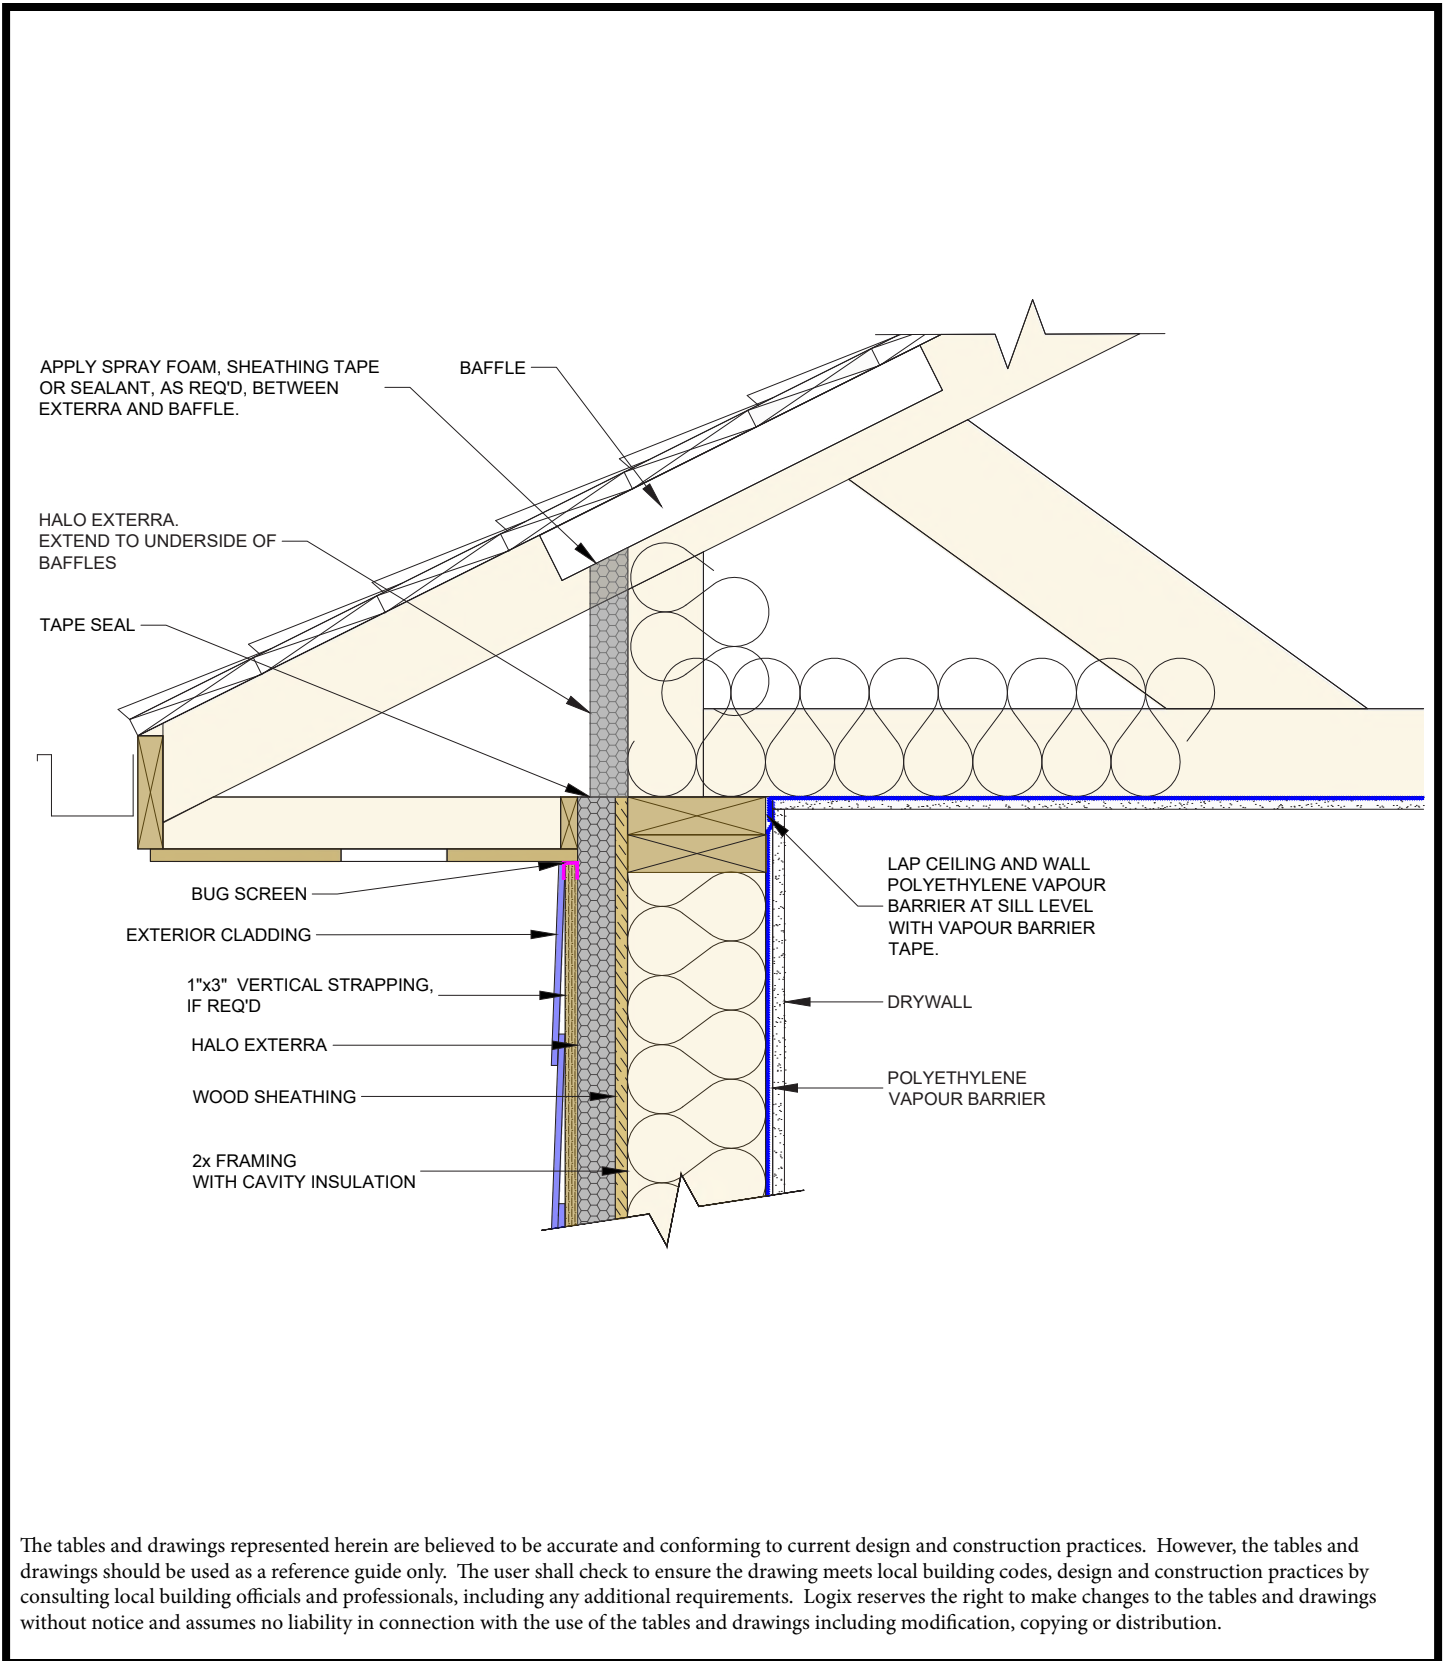 APPLY SPRAY FOAM, SHEATHING TAPE
OR SEALANT, AS REQ'D, BETWEEN
EXTERRA AND BAFFLE.
BAFFLE
HALO EXTERRA.
EXTEND TO UNDERSIDE OF
BAFFLES
TAPE SEAL
BUG SCREEN
EXTERIOR CLADDING
1"x3" VERTICAL STRAPPING,
IF REQ'D
HALO EXTERRA
WOOD SHEATHING
2x FRAMING
WITH CAVITY INSULATION
LAP CEILING AND WALL
POLYETHYLENE VAPOUR
BARRIER AT SILL LEVEL
WITH VAPOUR BARRIER
TAPE.
DRYWALL
POLYETHYLENE
VAPOUR BARRIER
The tables and drawings represented herein are believed to be accurate and conforming to current design and construction practices. However, the tables and
drawings should be used as a reference guide only. The user shall check to ensure the drawing meets local building codes, design and construction practices by
consulting local building officials and professionals, including any additional requirements. Logix reserves the right to make changes to the tables and drawings
without notice and assumes no liability in connection with the use of the tables and drawings including modification, copying or distribution.